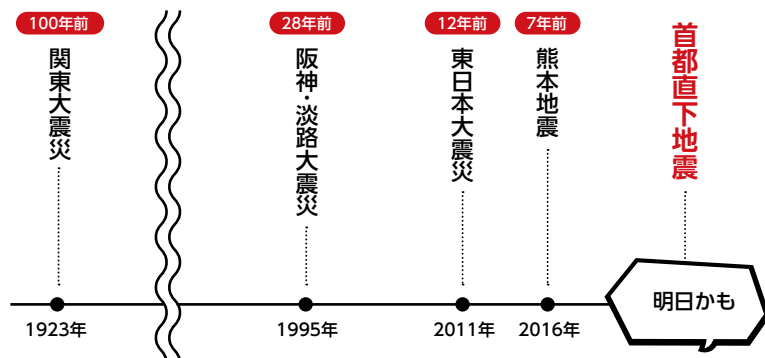 100年前
関東大震災
1923年
28年前
阪神・淡路大震災
1995年
12年前
東日本大震災
2011年
7年前
熊本地震
2016年
首都直下地震
明日かも